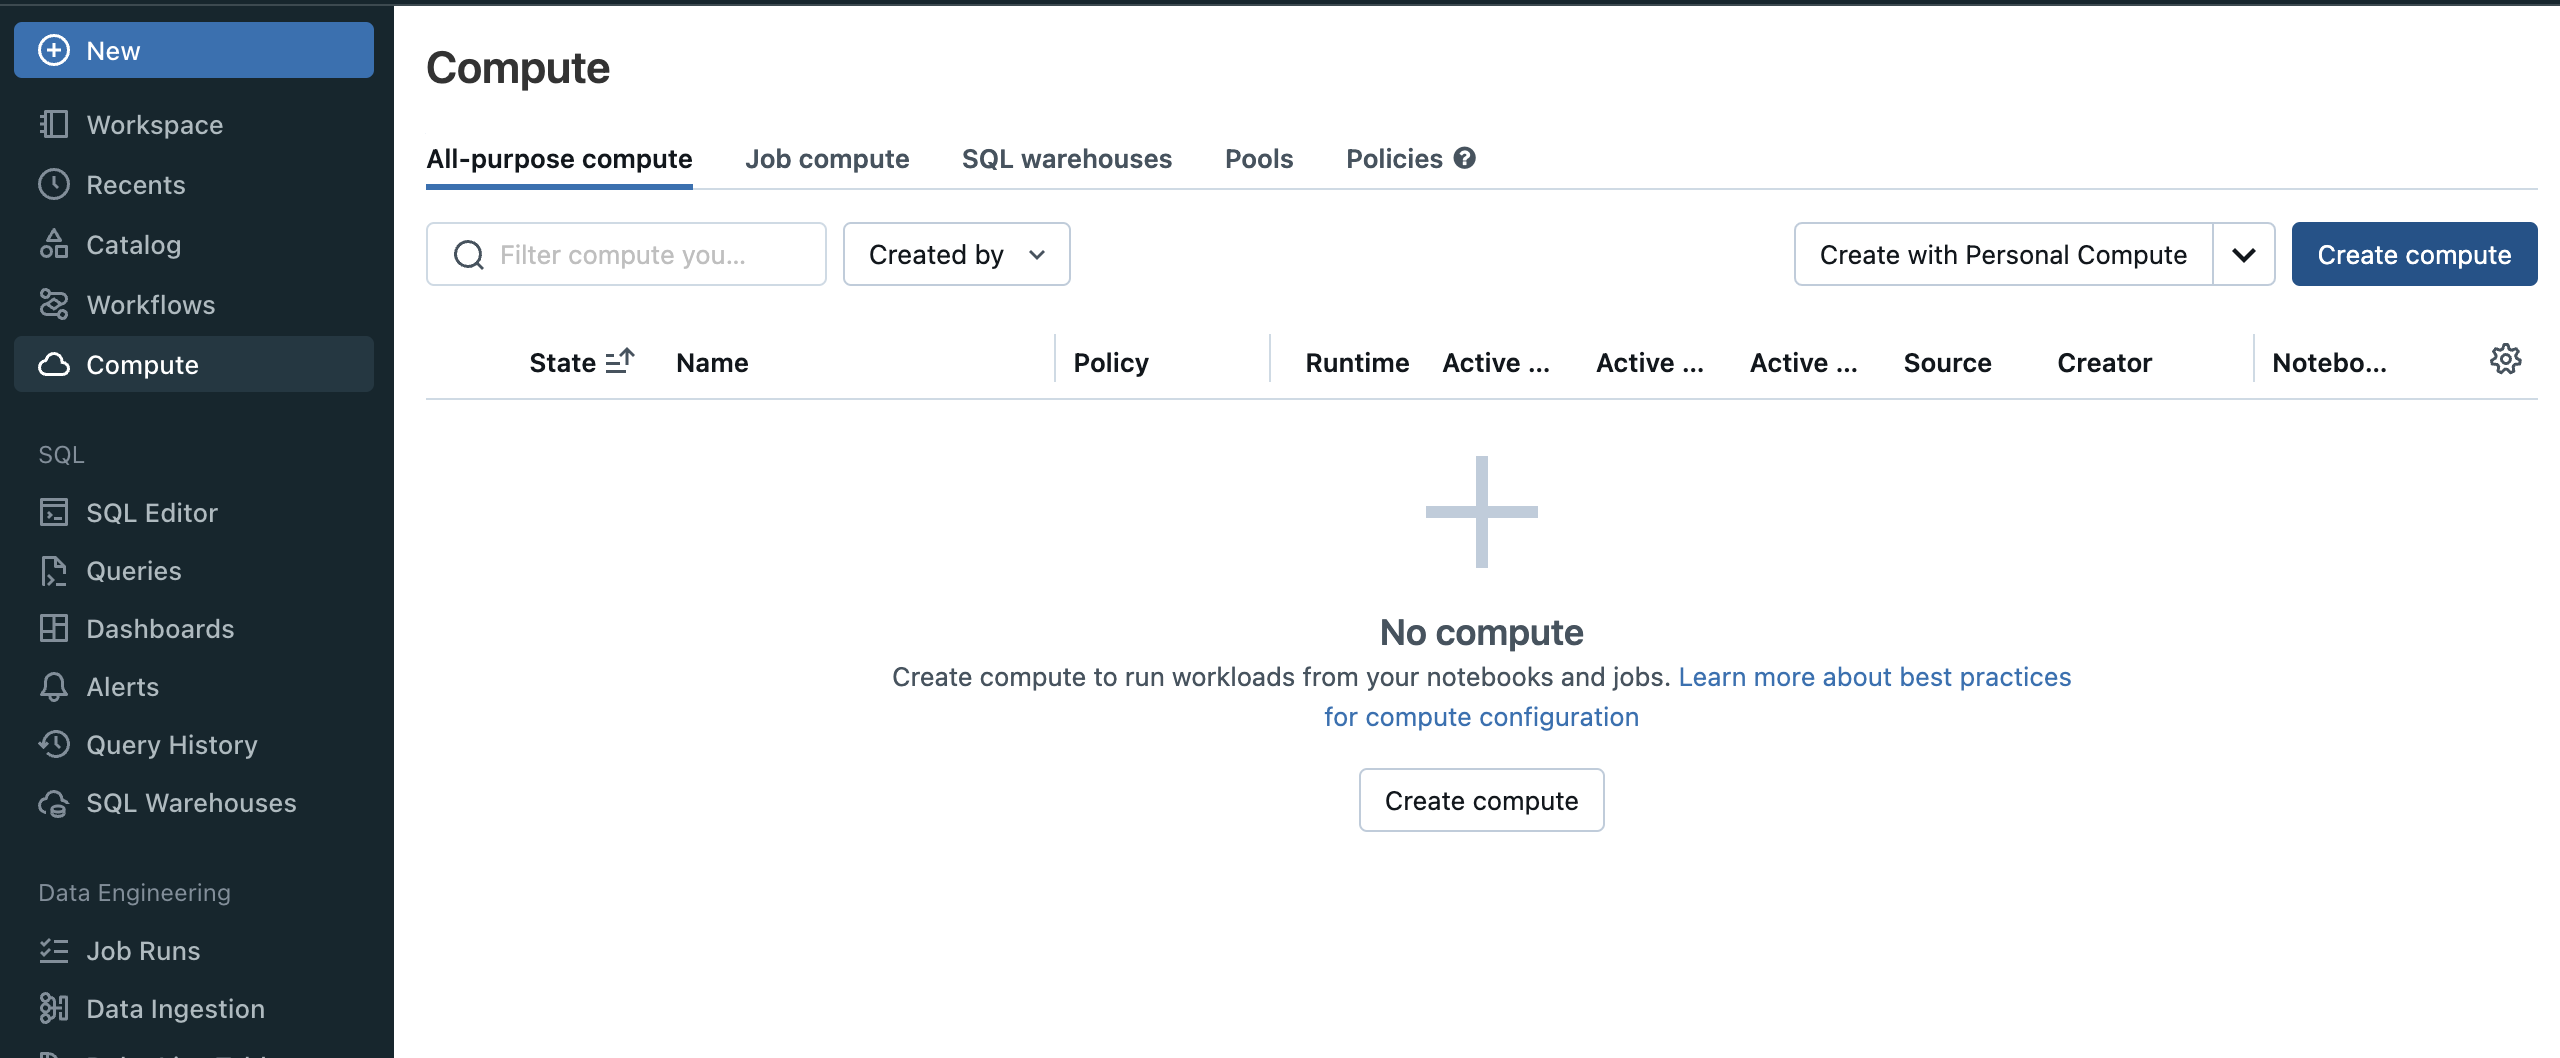 New
Workspace
Recents
Catalog
Workflows
Compute
SQL
SQL Editor
Queries
Dashboards
Alerts
Query History
SQL Warehouses
Data Engineering
Job Runs
Data Ingestion
Compute
All-purpose compute Job compute SQL warehouses Pools Policies ?
Filter compute you... Created by Create with Personal Compute Create compute
State Name Policy Runtime Active ... Active ... Active ... Source Creator Notebo...
No compute
Create compute to run workloads from your notebooks and jobs. Learn more about best practices
for compute configuration
Create compute